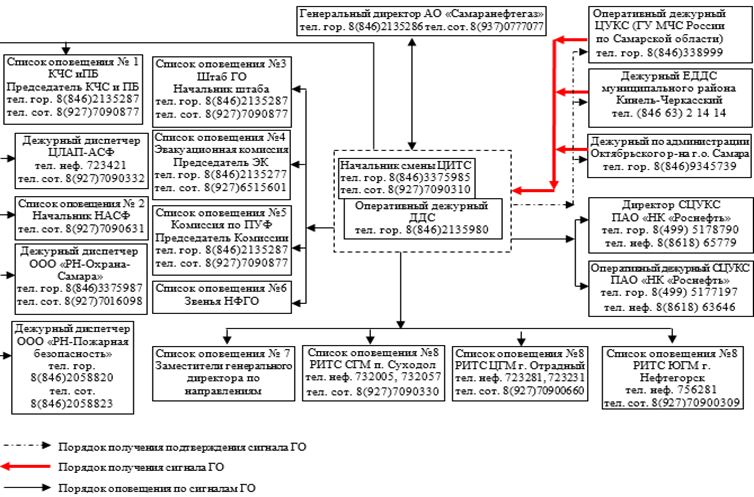 Генеральный директор АО «Самаранефтегаз»
тел. гор. 8(846)2135286 тел. сот. 8(937)0777077
Оперативный дежурный
ЦУКС (ГУ МЧС России
по Самарской области)
тел. гор. 8(846)338999
Список оповещения № 1
КЧС иПБ
Председатель КЧС и ПБ
тел. гор. 8(846)2135287
тел. сот. 8(927)7090877
Список оповещения №3
Штаб ГО
Начальник штаба
тел. гор. 8(846)2135287
тел. сот. 8(927)7090877
Дежурный ЕДДС
муниципального района
Кинель-Черкасский
тел. (846 63) 2 14 14
Дежурный диспетчер
ЦЛАП-АСФ
тел. неф. 723421
тел. сот. 8(927)7090332
Список оповещения №4
Эвакуационная комиссия
Председатель ЭК
тел. гор. 8(846)2135277
тел. сот. 8(927)6515601
Начальник смены ЦИТС
тел. гор. 8(846)3375985
тел. сот. 8(927)7090310
Оперативный дежурный
ДДС
тел. гор. 8(846)2135980
Дежурный по администрации
Октябрьского р-на г.о. Самара
тел. гор. 8(846)9345739
Список оповещения № 2
Начальник НАСФ
тел. сот. 8(927)7090631
Список оповещения №5
Комиссия по ПУФ
Председатель Комиссии
тел. гор. 8(846)2135287
тел. сот. 8(927)7090877
Директор СЦУКС
ПАО «НК «Роснефть»
тел. гор. 8(499) 5178790
тел. неф. 8(8618) 65779
Дежурный диспетчер
ООО «РН-Охрана-
Самара»
тел. гор. 8(846)3375987
тел. сот. 8(927)7016098
Список оповещения №6
Звенья НФГО
Оперативный дежурный СЦУКС
ПАО «НК «Роснефть»
тел. гор. 8(499) 5177197
тел. неф. 8(8618) 63646
Дежурный диспетчер
ООО «РН-Пожарная
безопасность»
тел. гор.
8(846)2058820
тел. сот.
8(846)2058823
Список оповещения № 7
Заместители генерального
директора по
направлениям
Список оповещения №8
РИТС СГМ п. Суходол
тел. неф. 732005, 732057
тел. сот. 8(927)7090330
Список оповещения №8
РИТС ЦГМ г. Отрадный
тел. неф. 723281, 723231
тел. сот. 8(927)70900660
Список оповещения №8
РИТС ЮГМ г.
Нефтегорск
тел. неф. 756281
тел. сот. 8(927)70900309
Порядок получения подтверждения сигнала ГО
Порядок получения сигнала ГО
Порядок оповещения по сигналам ГО